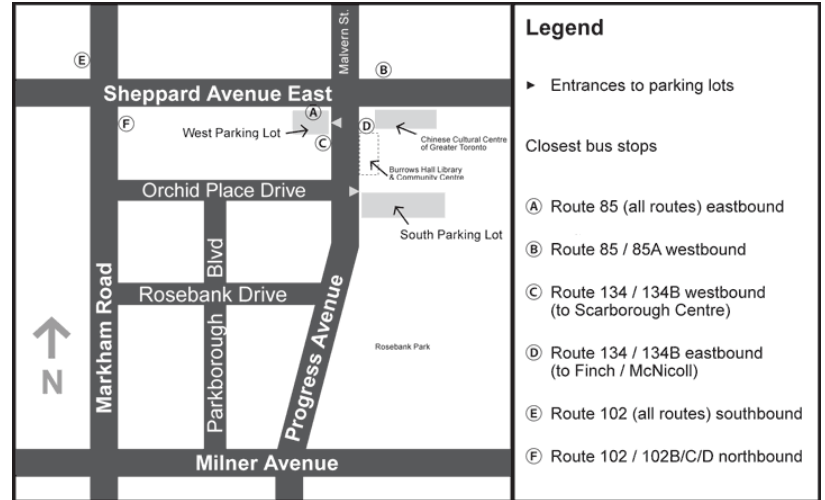 Malvern St.
E
B
Sheppard Avenue East
A
F
D
West Parking Lot
C
Chinese Cultural Centre
of Greater Toronto
Burrows Hall Library
& Community Centre
Orchid Place Drive
South Parking Lot
Parkborough Blvd
Rosebank Drive
Markham Road
Progress Avenue
Rosebank Park
N
Milner Avenue
Legend
Entrances to parking lots
Closest bus stops
A Route 85 (all routes) eastbound
B Route 85 / 85A westbound
C Route 134 / 134B westbound
(to Scarborough Centre)
D Route 134 / 134B eastbound
(to Finch / McNicoll)
E Route 102 (all routes) southbound
F Route 102 / 102B/C/D northbound